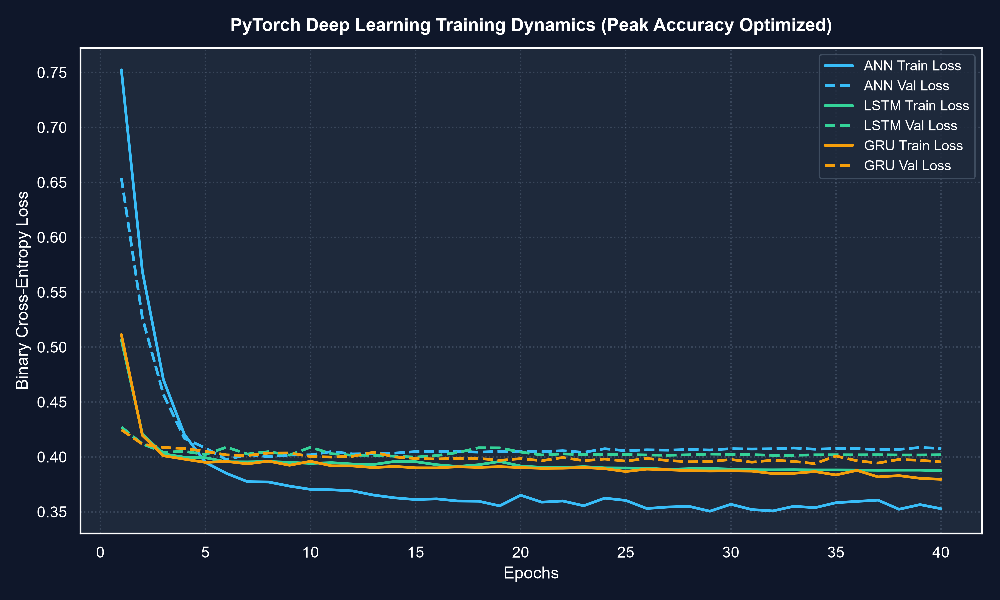 PyTorch Deep Learning Training Dynamics (Peak Accuracy Optimized)
ANN Train Loss
ANN Val Loss
LSTM Train Loss
LSTM Val Loss
GRU Train Loss
GRU Val Loss
Binary Cross-Entropy Loss
0.75
0.70
0.65
0.60
0.55
0.50
0.45
0.40
0.35
0 5 10 15 20 25 30 35 40
Epochs